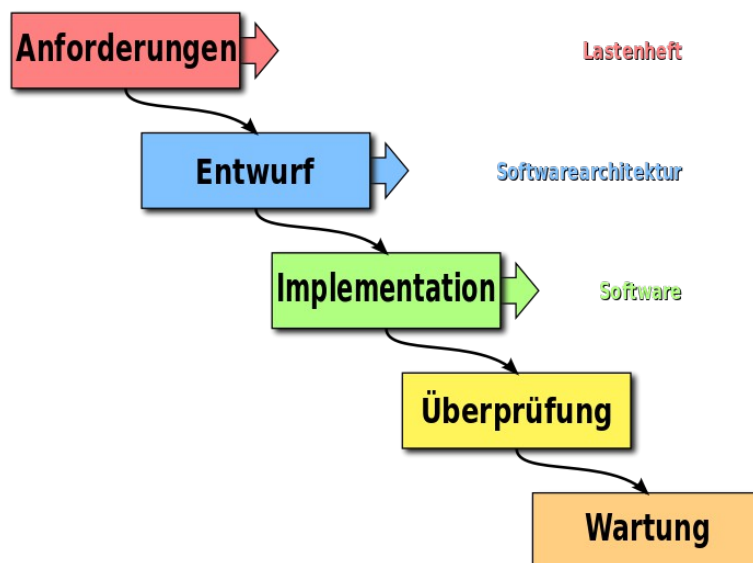 Anforderungen
Lastenheft
Entwurf
Softwarearchitektur
Implementation
Software
Überprüfung
Wartung